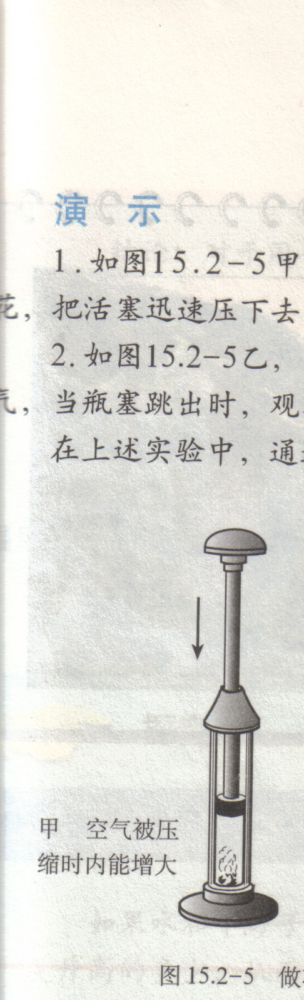 演 示
1. 如图15.2-5甲
花，把活塞迅速压下去
2. 如图15.2-5乙，
气，当瓶塞跳出时，观
在上述实验中，通
甲 空气被压
缩时内能增大
图 15.2-5 做